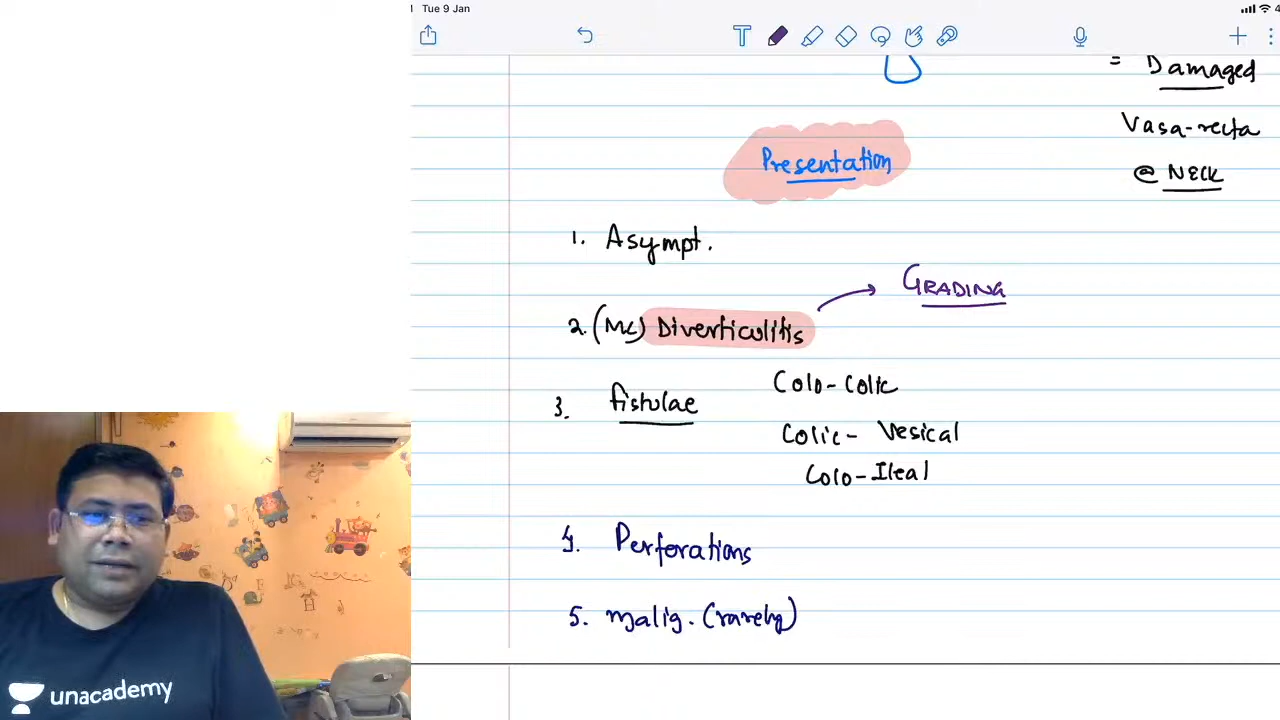 Tue 9 Jan
= Damaged
Vasa-recta
@ NECK
Presentation
1. Asympt.
GRADING
2. (MC) Diverticulitis
3. fistulae
Colo-Colic
Colic- Vesical
Colo-Ileal
4. Perforations
5. Malig. (rarely)
unacademy